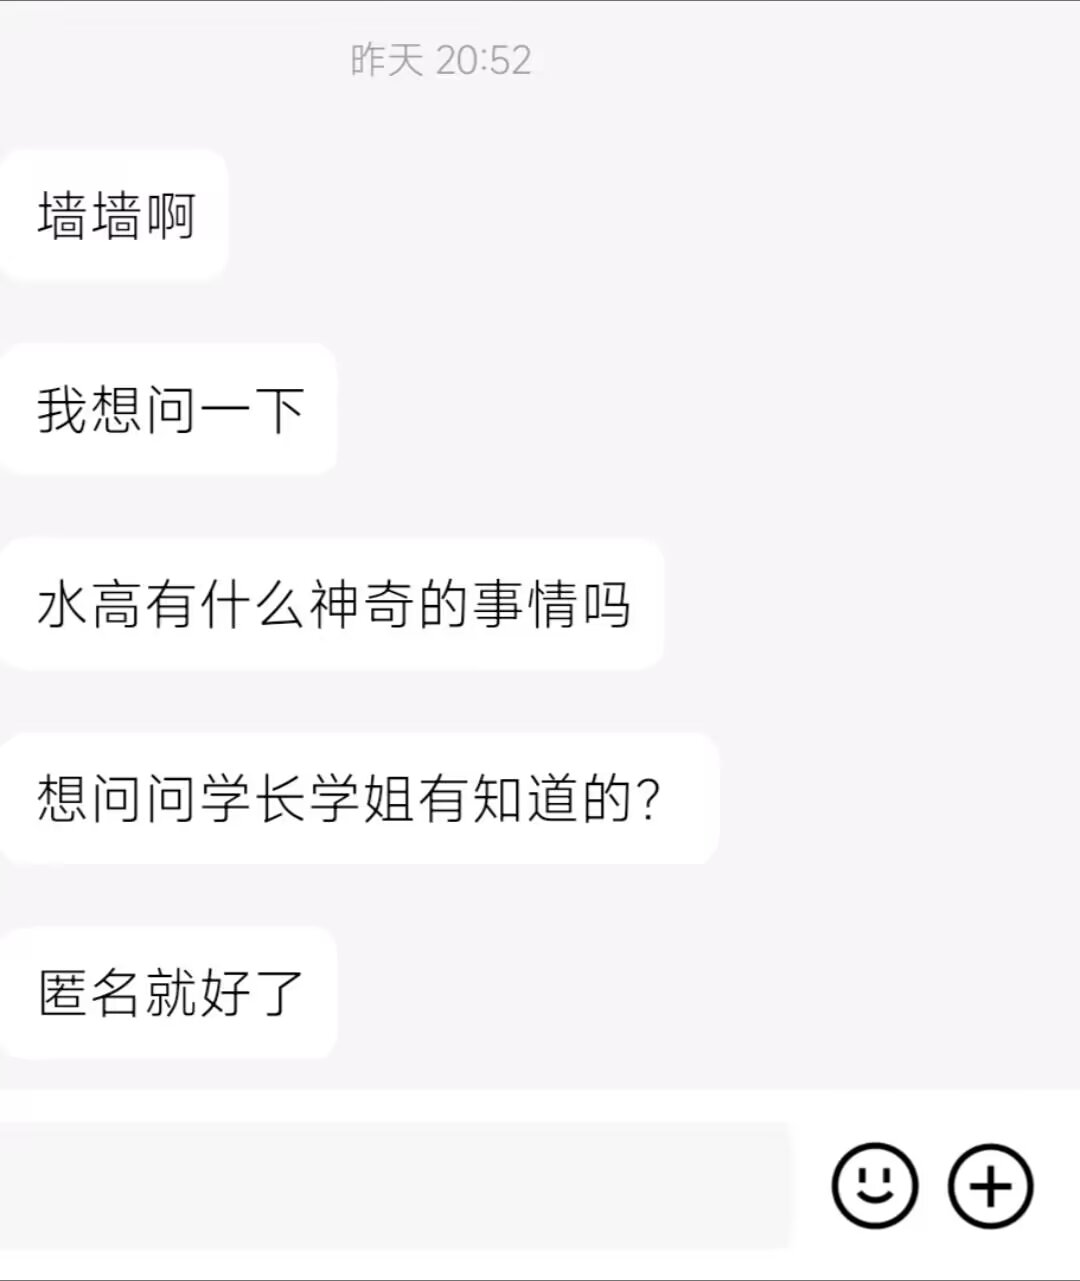 昨天 20:52
墙墙啊
我想问一下
水高有什么神奇的事情吗
想问问学长学姐有知道的？
匿名就好了